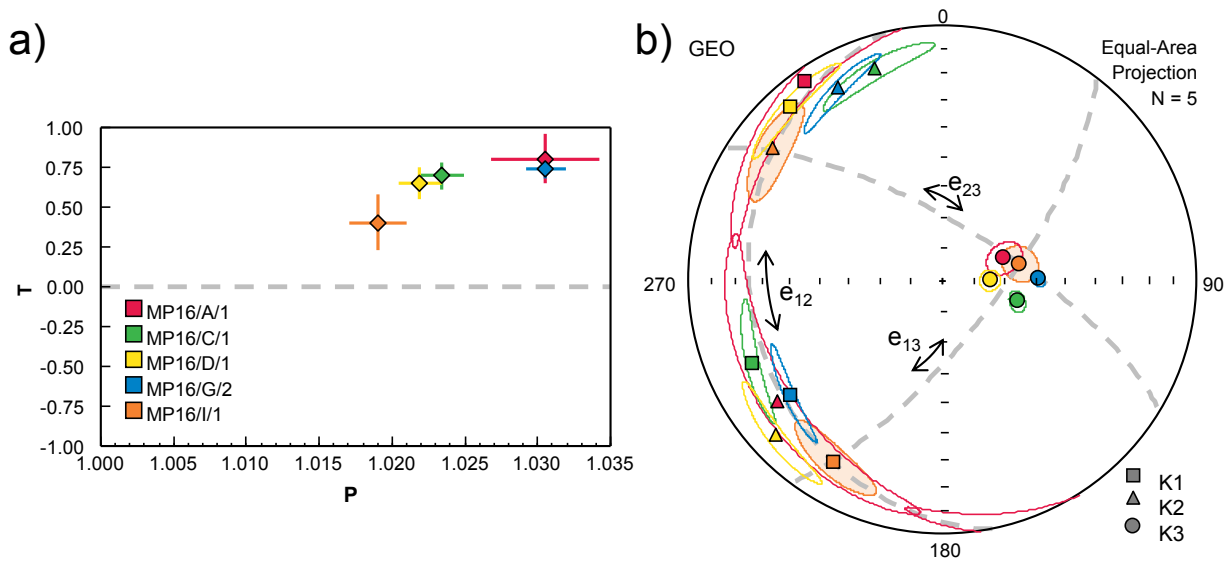 a)
1.00
0.75
0.50
0.25
0.00
-0.25
-0.50
-0.75
-1.00
T
MP16/A/1
MP16/C/1
MP16/D/1
MP16/G/2
MP16/I/1
1.000
1.005
1.010
1.015
1.020
1.025
1.030
1.035
P
b)
GEO
0
Equal-Area
Projection
N = 5
e23
270
90
e12
e13
180
K1
K2
K3